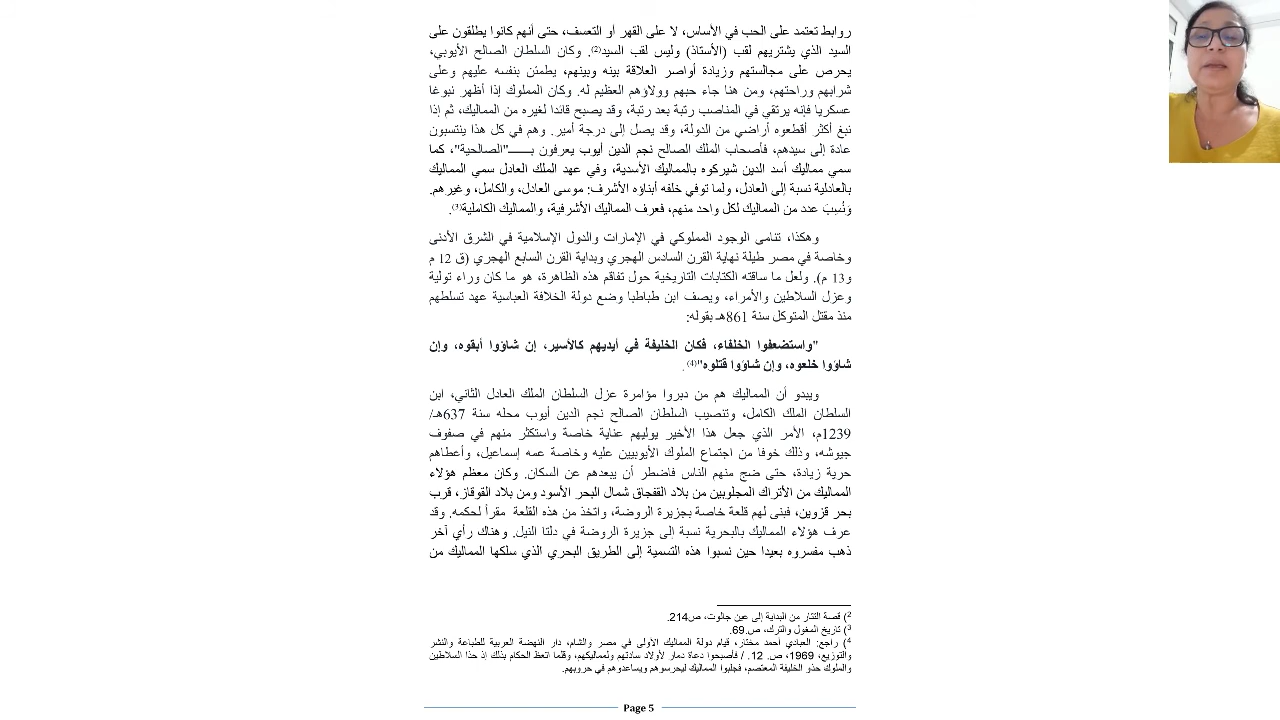 روابط تعتمد على الحب في الأساس، لا على القهر أو التعسف، حتى أنهم كانوا يطلقون على
السيد الذي يشتريهم لقب (الأستاذ) وليس لقب السيد(2). وكان السلطان الصالح الأيوبي،
يحرص على مجالستهم وزيادة أواصر العلاقة بينه وبينهم، يطمئن بنفسه عليهم وعلى
شرابهم وراحتهم، ومن هنا جاء حبهم وولاؤهم العظيم له. وكان المملوك إذا أظهر نبوغا
عسكريا فإنه يرتقي في المناصب رتبة بعد رتبة، وقد يصبح قائدا لغيره من المماليك، ثم إذا
نبغ أكثر أقطعوه أراضي من الدولة، وقد يصل إلى درجة أمير. وهم في كل هذا ينتسبون
عادة إلى سيدهم، فأصحاب الملك الصالح نجم الدين أيوب يعرفون بـــــ"الصالحية"، كما
سمي مماليك أسد الدين شيركوه بالمماليك الأسدية، وفي عهد الملك العادل سمي المماليك
بالعادلية نسبة إلى العادل، ولما توفي خلفه أبناؤه الأشرف: موسى العادل، والكامل، وغيرهم.
وَنُسِبَ عدد من المماليك لكل واحد منهم، فعرف المماليك الأشرفية، والمماليك الكاملية(3).
وهكذا، تنامى الوجود المملوكي في الإمارات والدول الإسلامية في الشرق الأدنى
وخاصة في مصر طيلة نهاية القرن السادس الهجري وبداية القرن السابع الهجري (ق 12 م
و13 م). ولعل ما ساقته الكتابات التاريخية حول تفاقم هذه الظاهرة، هو ما كان وراء تولية
وعزل السلاطين والأمراء، ويصف ابن طباطبا وضع دولة الخلافة العباسية عهد تسلطهم
منذ مقتل المتوكل سنة 861هـ بقوله:
"واستضعفوا الخلفاء، فكان الخليفة في أيديهم كالأسير، إن شاؤوا أبقوه، وإن
شاؤوا خلعوه، وإن شاؤوا قتلوه"(4).
ويبدو أن المماليك هم من دبروا مؤامرة عزل السلطان الملك العادل الثاني، ابن
السلطان الملك الكامل، وتنصيب السلطان الصالح نجم الدين أيوب محله سنة 637هـ/
1239م، الأمر الذي جعل هذا الأخير يوليهم عناية خاصة واستكثر منهم في صفوف
جيوشه، وذلك خوفا من اجتماع الملوك الأيوبيين عليه وخاصة عمه إسماعيل، وأعطاهم
حرية زيادة، حتى ضج منهم الناس فاضطر أن يبعدهم عن السكان. وكان معظم هؤلاء
المماليك من الأتراك المجلوبين من بلاد القفجاق شمال البحر الأسود ومن بلاد القوقاز، قرب
بحر قزوين، فبنى لهم قلعة خاصة بجزيرة الروضة، واتخذ من هذه القلعة مقراً لحكمه. وقد
عرف هؤلاء المماليك بالبحرية نسبة إلى جزيرة الروضة في دلتا النيل. وهناك رأي آخر
ذهب مفسروه بعيدا حين نسبوا هذه التسمية إلى الطريق البحري الذي سلكها المماليك من
2) قصة التتار من البداية إلى عين جالوت، ص214.
3) تاريخ المغول والترك، ص.69.
4) راجع: العبادي أحمد مختار، قيام دولة المماليك الأولى في مصر والشام، دار النهضة العربية للطباعة والنشر
والتوزيع، 1969، ص. 12. / فأصبحوا دعاة دمار لأولاد سادتهم ولمماليكهم، وقلما اتعظ الحكام بذلك إذ حذا السلاطين
والملوك حذو الخليفة المعتصم، فجلبوا المماليك ليحرسوهم ويساعدوهم في حروبهم.
Page 5